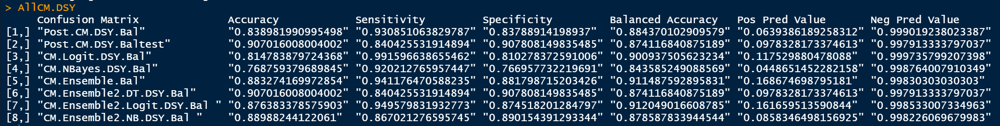 > AllCM.DSY
Confusion Matrix Accuracy Sensitivity Specificity Balanced Accuracy Pos Pred Value Neg Pred Value
[1,] "Post.CM.DSY.Bal" "0.838981990995498" "0.930851063829787" "0.83788914198937" "0.884370102909579" "0.0639386189258312" "0.999019238023387"
[2,] "Post.CM.DSY.Baltest" "0.907016008004002" "0.840425531914894" "0.907808149835485" "0.874116840875189" "0.0978328173374613" "0.997913333797037"
[3,] "CM.Logit.DSY.Bal" "0.814783879724368" "0.991596638655462" "0.810278372591006" "0.900937505623234" "0.117529880478088" "0.999735799207398"
[4,] "CM.NBayes.DSY.Bal" "0.768759379689845" "0.920212765957447" "0.766957732219691" "0.843585249088569" "0.0448651452282158" "0.998764007910349"
[5,] "CM.Ensemble.Bal" "0.883274169972854" "0.941176470588235" "0.881798715203426" "0.911487592895831" "0.168674698795181" "0.99830303030303"
[6,] "CM.Ensemble2.DT.DSY.Bal" "0.907016008004002" "0.840425531914894" "0.907808149835485" "0.874116840875189" "0.0978328173374613" "0.997913333797037"
[7,] "CM.Ensemble2.Logit.DSY.Bal " "0.876383378575903" "0.949579831932773" "0.874518201284797" "0.912049016608785" "0.161659513590844" "0.998533007334963"
[8,] "CM.Ensemble2.NB.DSY.Bal " "0.88988244122061" "0.867021276595745" "0.890154391293344" "0.878587833944544" "0.0858346498156925" "0.998226069679983"